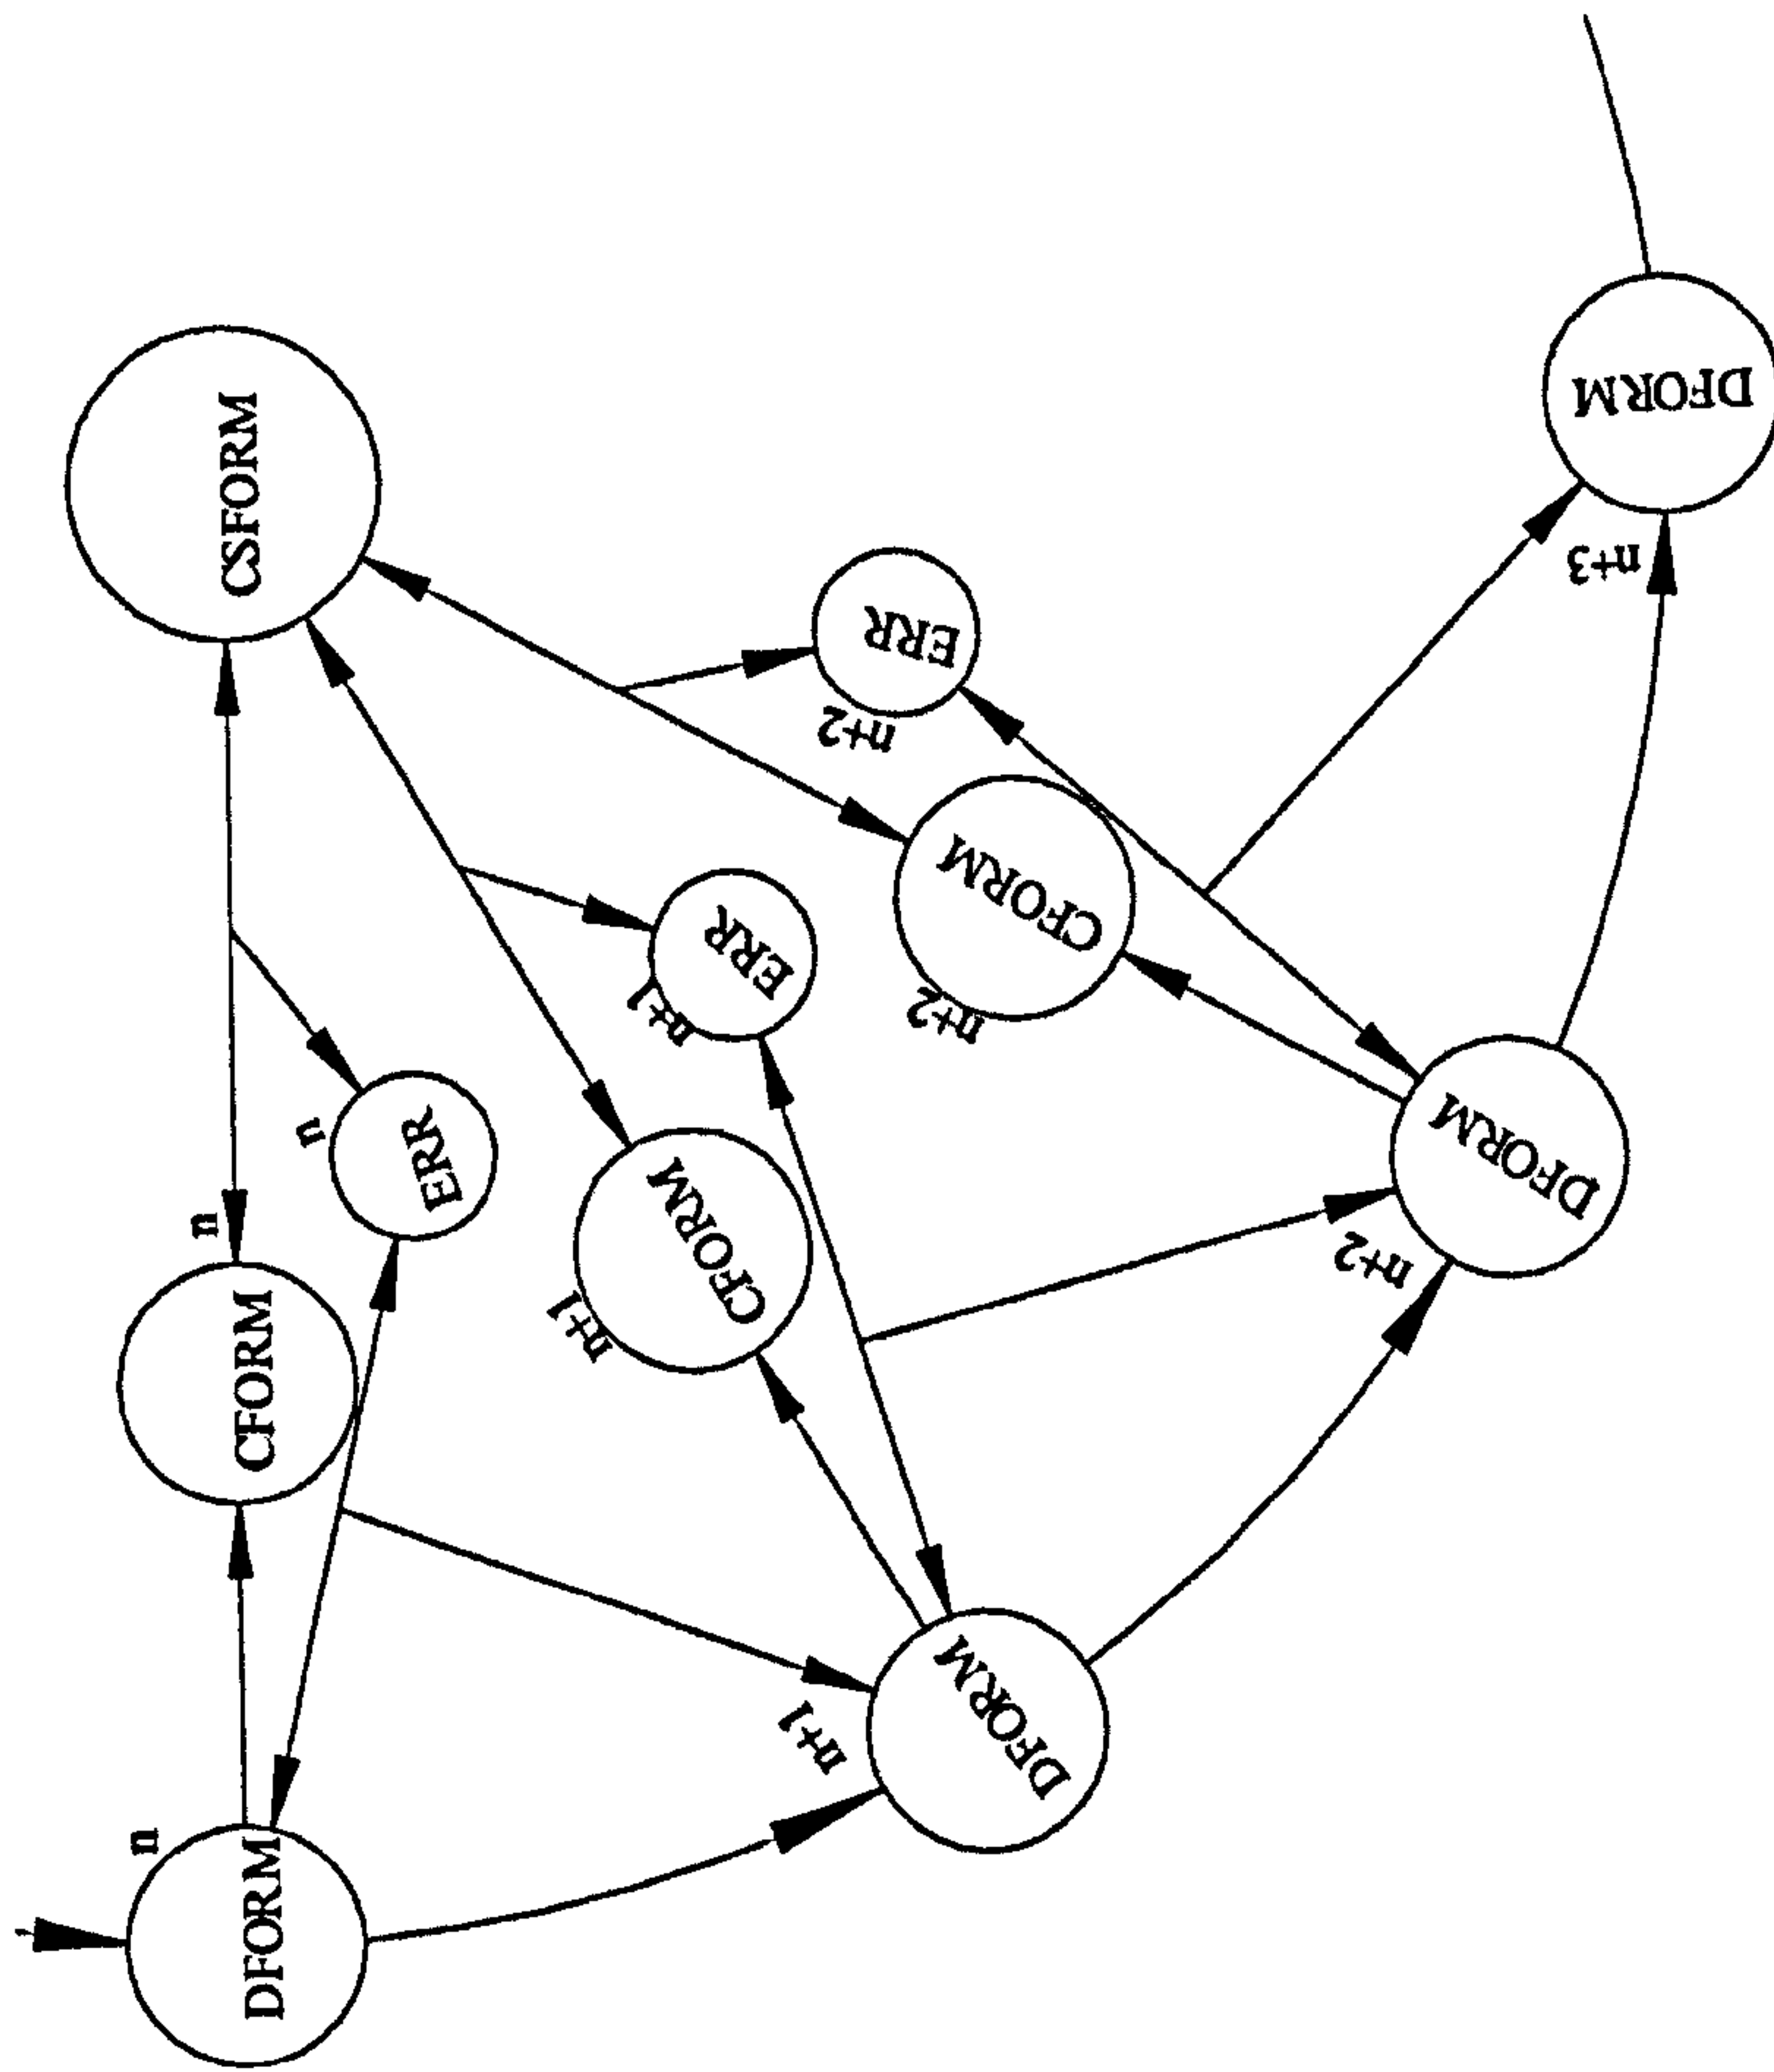 CSFORM
ERR
n+2
DFORM
n+3
CFORM
n+2
ERR
n+1
n
ERR
n
CFORM
CFORM
n+1
DFORM
n+2
n
DFORM
DFORM
n+1